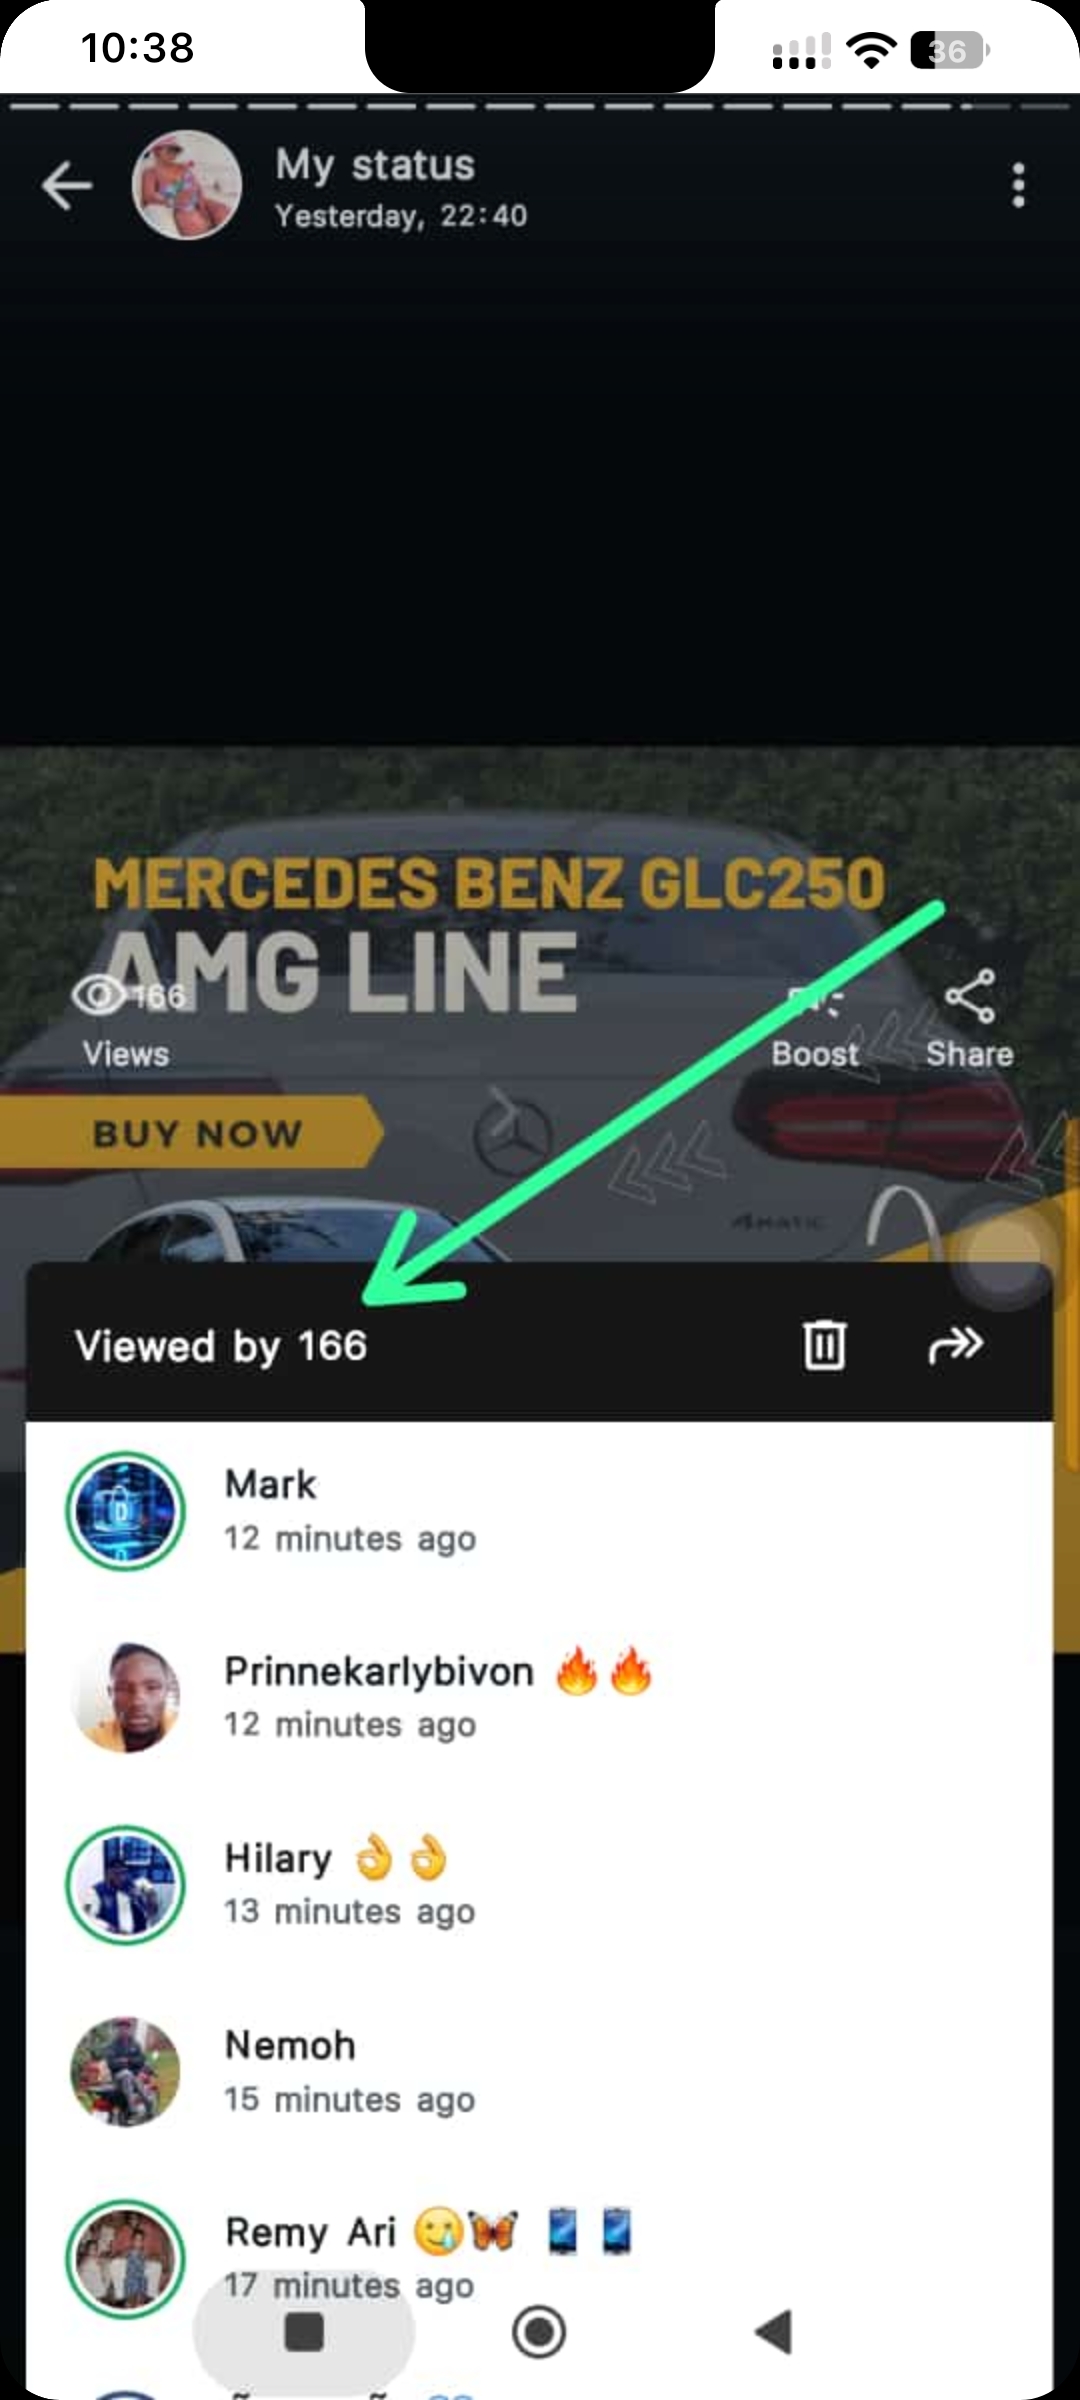 10:38
36
My status
Yesterday, 22:40
MERCEDES BENZ GLC250
AMG LINE
166
Views
Boost
Share
BUY NOW
4MATIC
Viewed by 166
Mark
12 minutes ago
Prinnekarlybivon 🔥🔥
12 minutes ago
Hilary 👌👌
13 minutes ago
Nemoh
15 minutes ago
Remy Ari 🥲🦋 📱📱
17 minutes ago